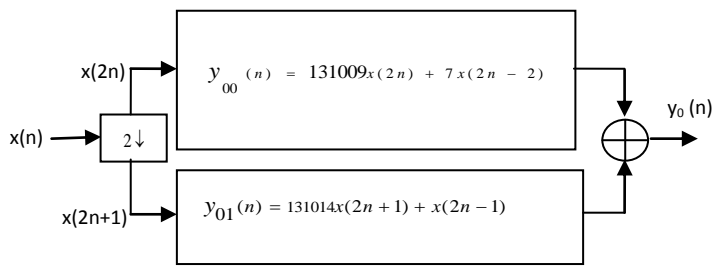 x(2n)
y₀₀ (n) = 131009x(2n) + 7x(2n − 2)
x(n)
2↓
y₀ (n)
x(2n+1)
y₀₁(n) = 131014x(2n + 1) + x(2n − 1)